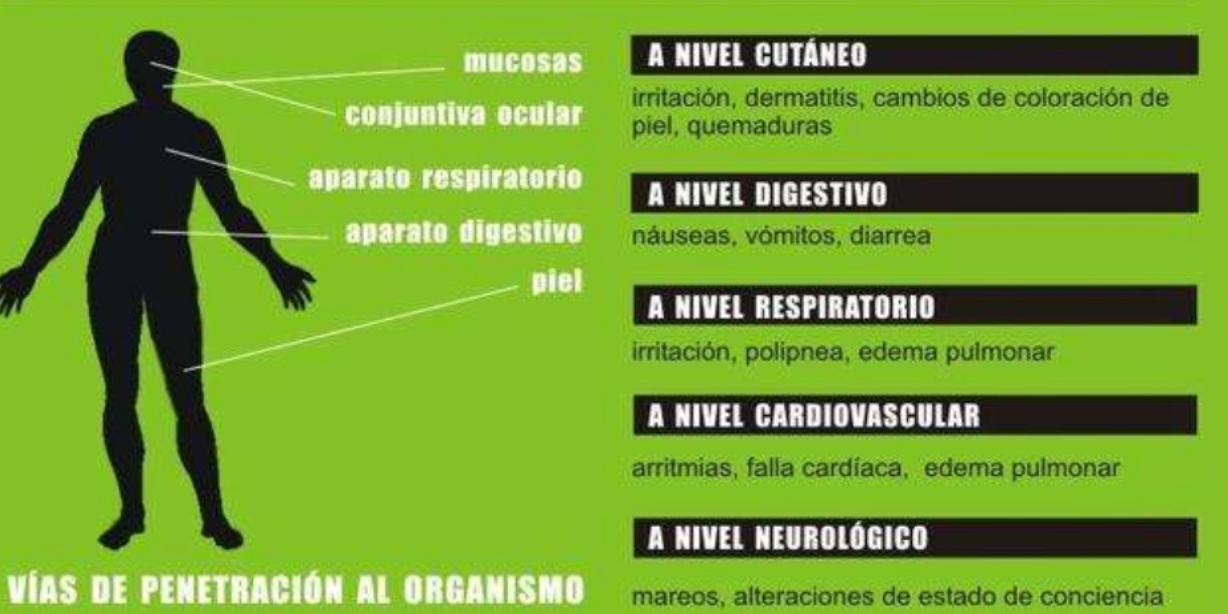 mucosas
conjuntiva ocular
aparato respiratorio
aparato digestivo
piel
VÍAS DE PENETRACIÓN AL ORGANISMO
A NIVEL CUTÁNEO
irritación, dermatitis, cambios de coloración de
piel, quemaduras
A NIVEL DIGESTIVO
náuseas, vómitos, diarrea
A NIVEL RESPIRATORIO
irritación, polipnea, edema pulmonar
A NIVEL CARDIOVASCULAR
arritmias, falla cardíaca, edema pulmonar
A NIVEL NEUROLÓGICO
mareos, alteraciones de estado de conciencia